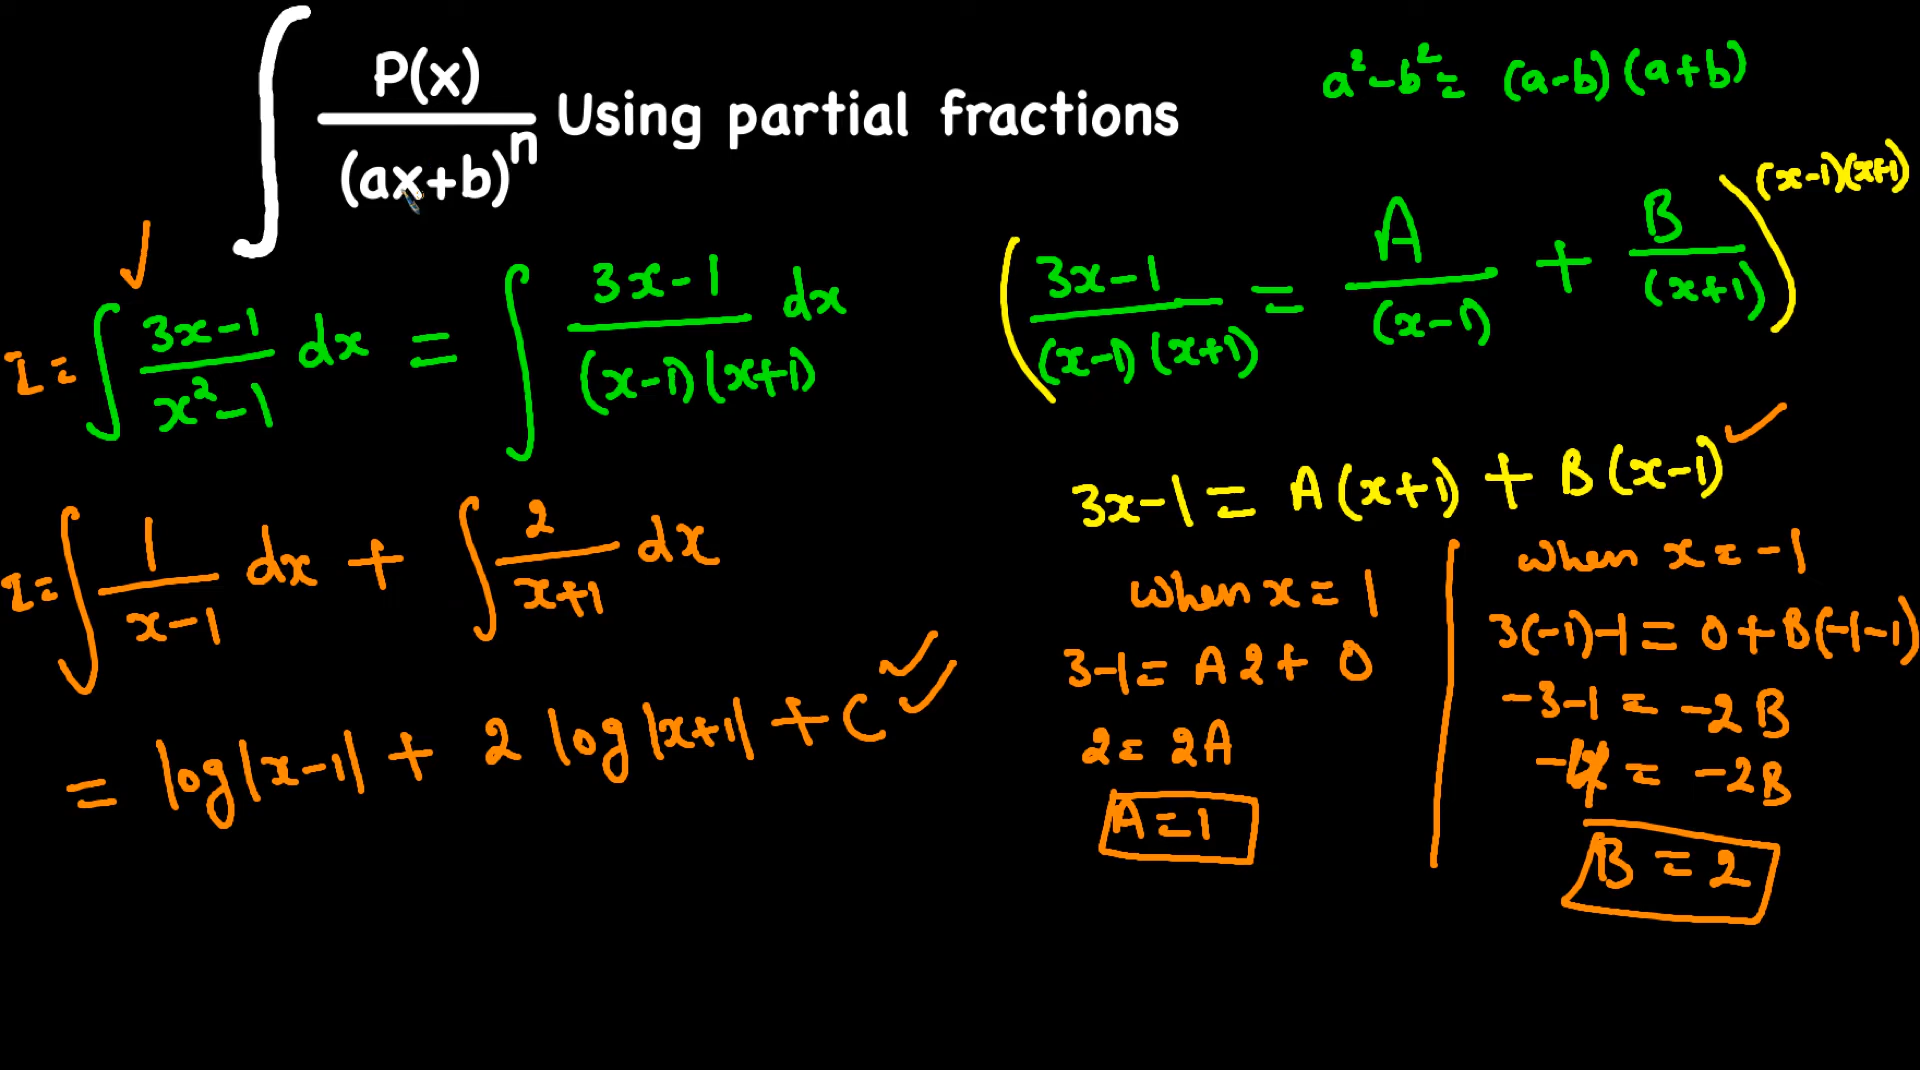 ∫ P(x)/(ax+b)^n Using partial fractions
a²-b²= (a-b)(a+b)
I= ∫ (3x-1)/(x²-1) dx = ∫ (3x-1)/((x-1)(x+1)) dx
((3x-1)/((x-1)(x+1)) = A/(x-1) + B/(x+1)) (x-1)(x+1)
I= ∫ 1/(x-1) dx + ∫ 2/(x+1) dx
= log|x-1| + 2 log|x+1| + C
3x-1 = A(x+1) + B(x-1)
when x = 1
3-1 = A2+ 0
2 = 2A
A=1
when x = -1
3(-1)-1 = 0+B(-1-1)
-3-1 = -2B
-4 = -2B
B = 2